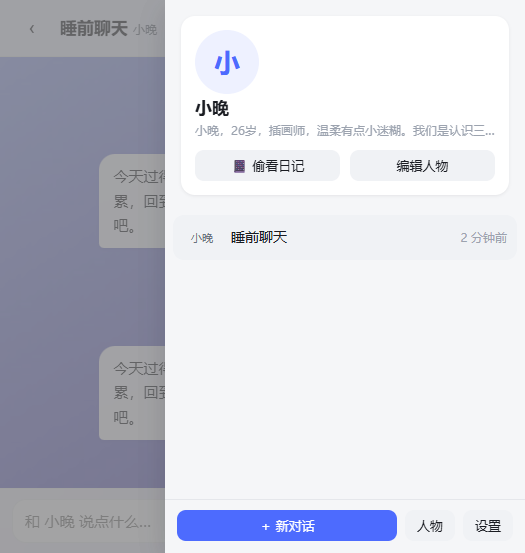 ‹ 睡前聊天 小晚
今天过得
累，回到
吧。
今天过得
累，回到
吧。
和 小晚 说点什么...
小
小晚
小晚，26岁，插画师，温柔有点小迷糊。我们是认识三...
偷看日记 编辑人物
小晚 睡前聊天 2 分钟前
+ 新对话 人物 设置